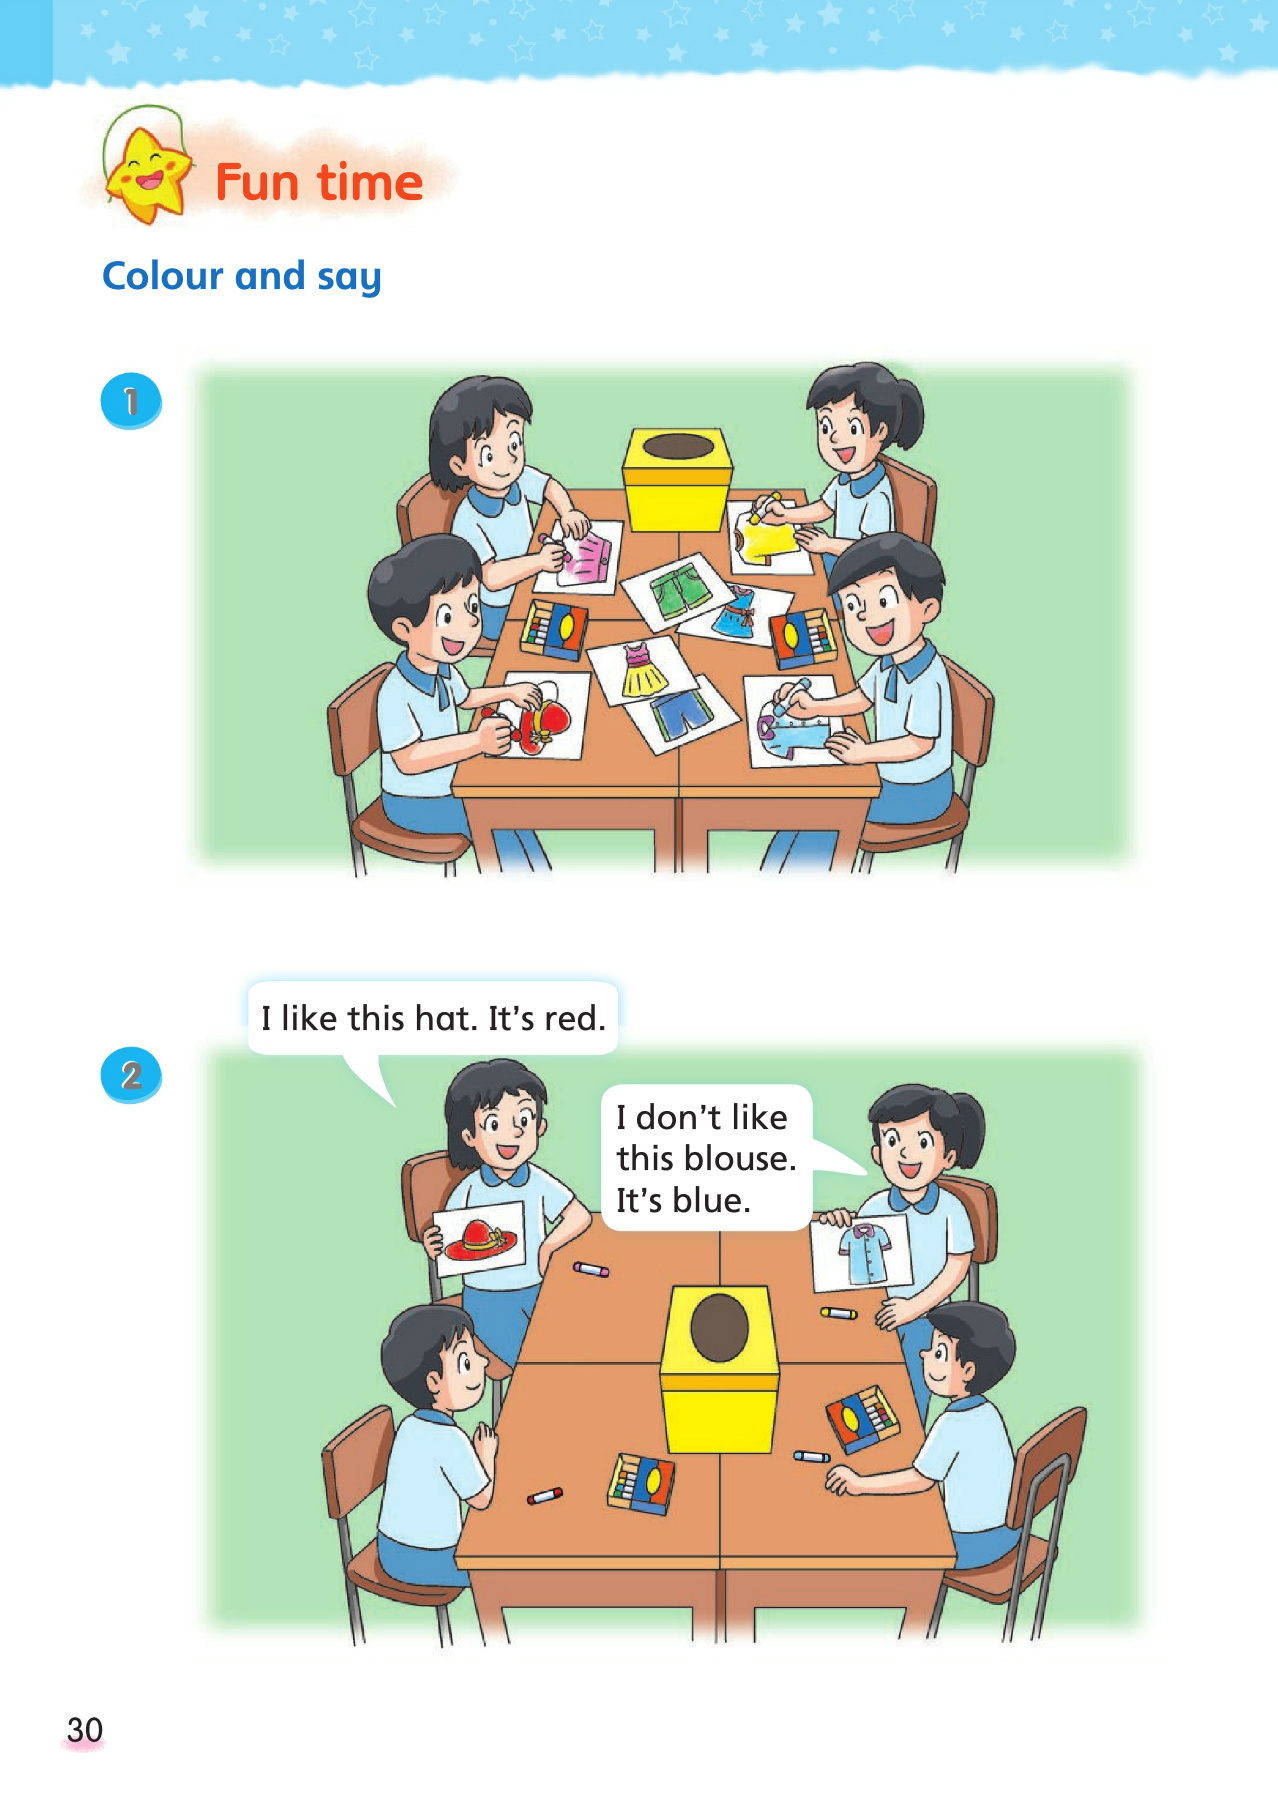 Fun time
Colour and say
1
I like this hat. It's red.
2
I don't like
this blouse.
It's blue.
30